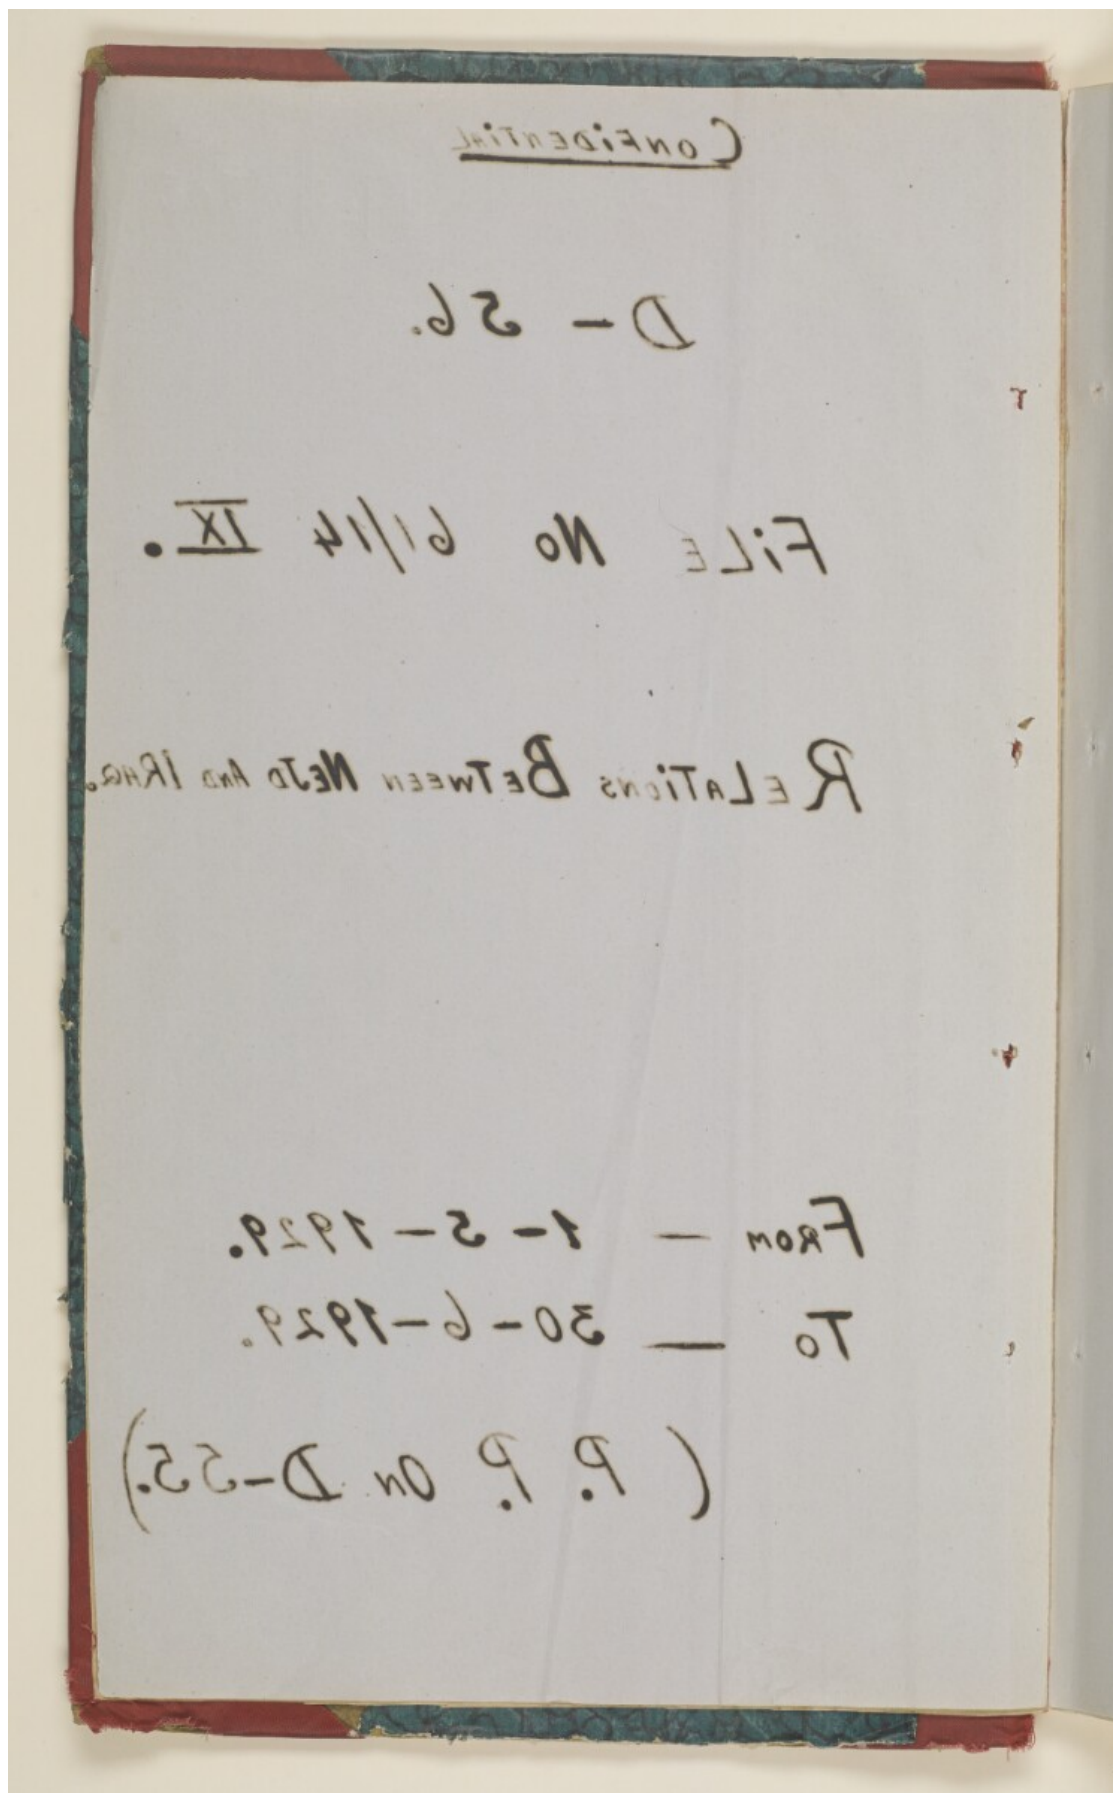 CONFIDENTIAL
D - 56.
FILE No 61/14 IX.
RELATIONS BETWEEN NEJD AND IRAQ.
FROM — 1-5-1929.
To — 30-6-1929.
(P. P. ON D-55.)